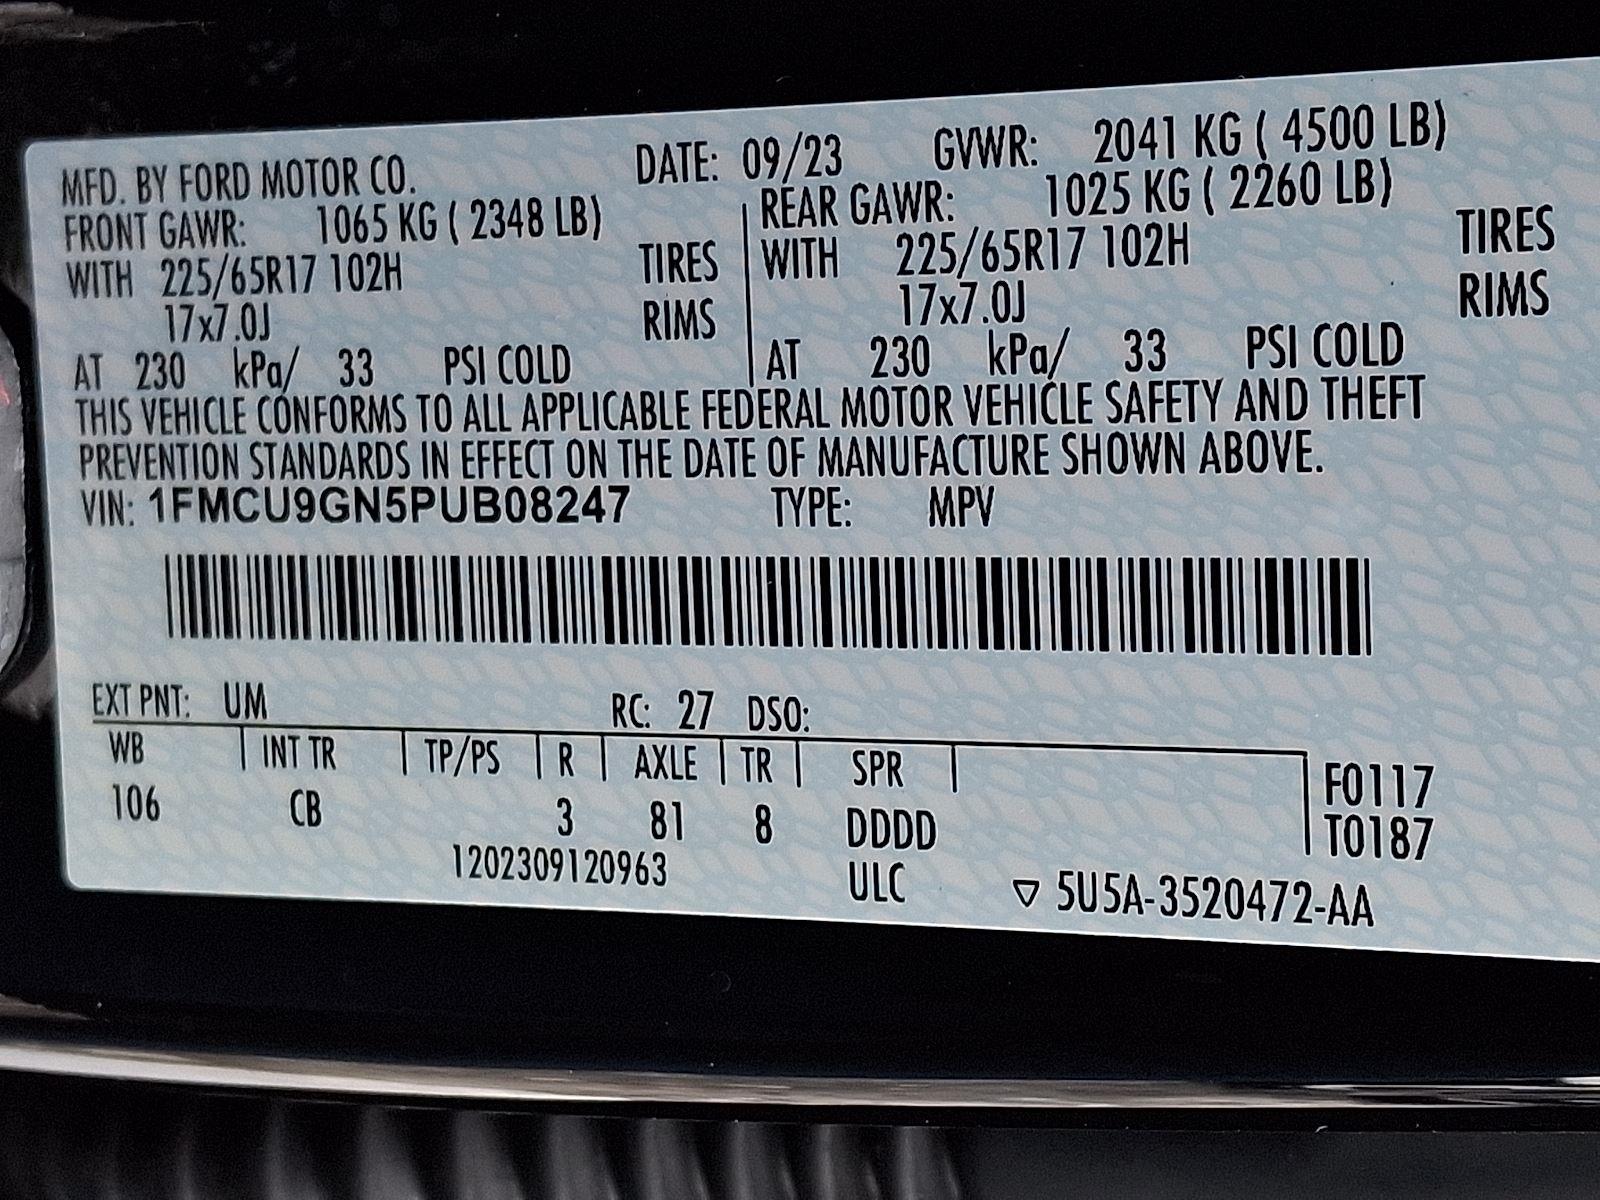 MFD. BY FORD MOTOR CO. DATE: 09/23 GVWR: 2041 KG ( 4500 LB)
FRONT GAWR: 1065 KG ( 2348 LB) REAR GAWR: 1025 KG ( 2260 LB)
WITH 225/65R17 102H TIRES WITH 225/65R17 102H TIRES
17x7.0J RIMS 17x7.0J RIMS
AT 230 kPa/ 33 PSI COLD AT 230 kPa/ 33 PSI COLD
THIS VEHICLE CONFORMS TO ALL APPLICABLE FEDERAL MOTOR VEHICLE SAFETY AND THEFT
PREVENTION STANDARDS IN EFFECT ON THE DATE OF MANUFACTURE SHOWN ABOVE.
VIN: 1FMCU9GN5PUB08247 TYPE: MPV
EXT PNT: UM RC: 27 DSO:
WB INT TR TP/PS R AXLE TR SPR F0117
106 CB 3 81 8 DDDD T0187
1202309120963 ULC ▽ 5U5A-3520472-AA